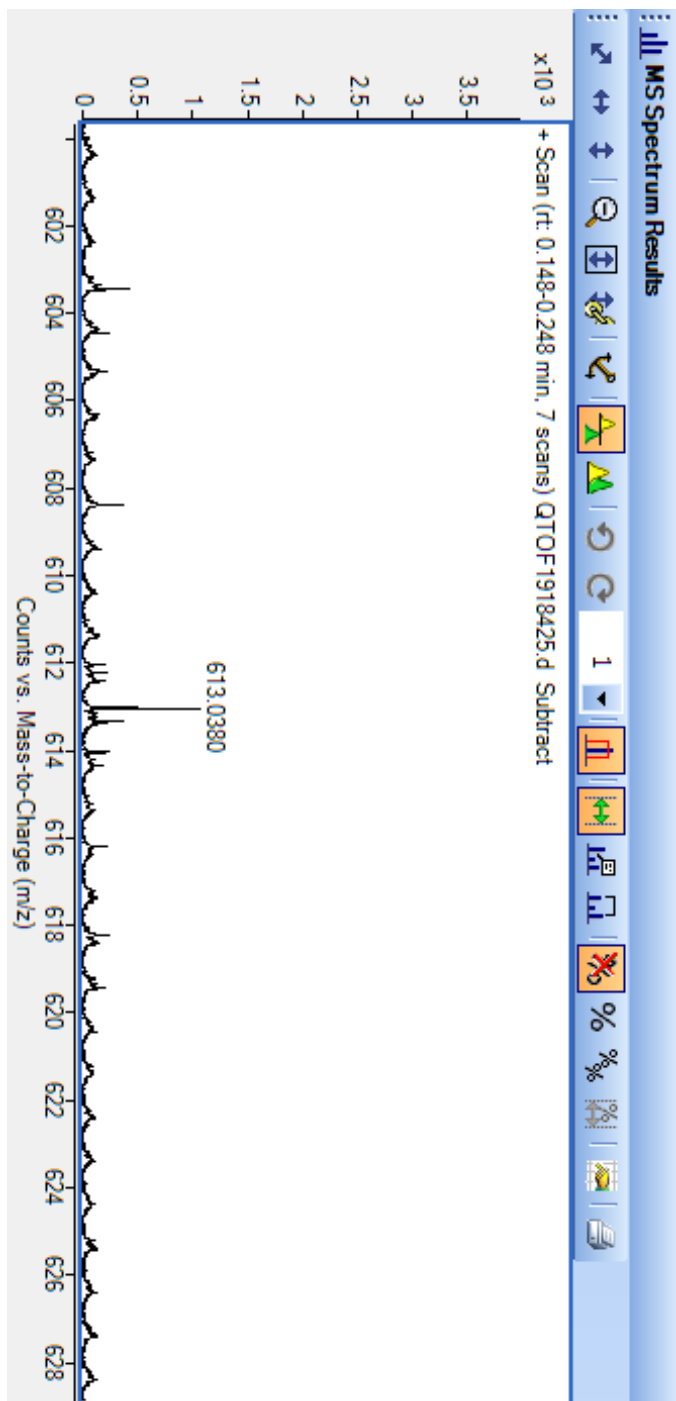 MS Spectrum Results
1
x10 3
+ Scan (rt: 0.148-0.248 min, 7 scans) QTOF1918425.d Subtract
3.5
3
2.5
2
1.5
1
0.5
0
613.0380
602 604 606 608 610 612 614 616 618 620 622 624 626 628
Counts vs. Mass-to-Charge (m/z)